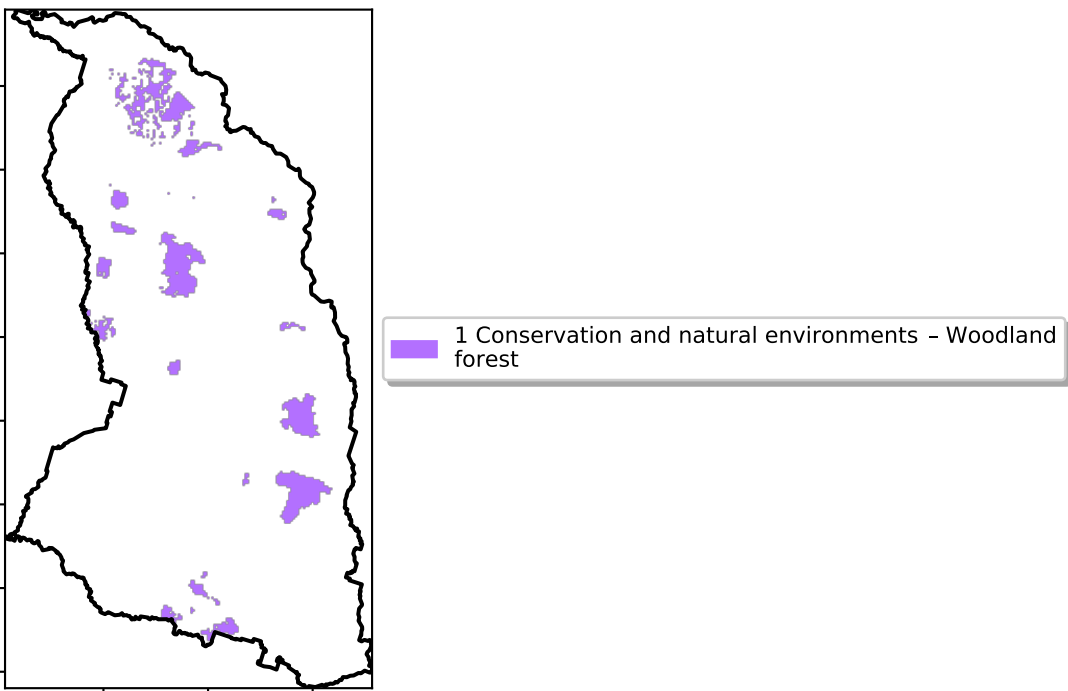 1 Conservation and natural environments – Woodland
forest